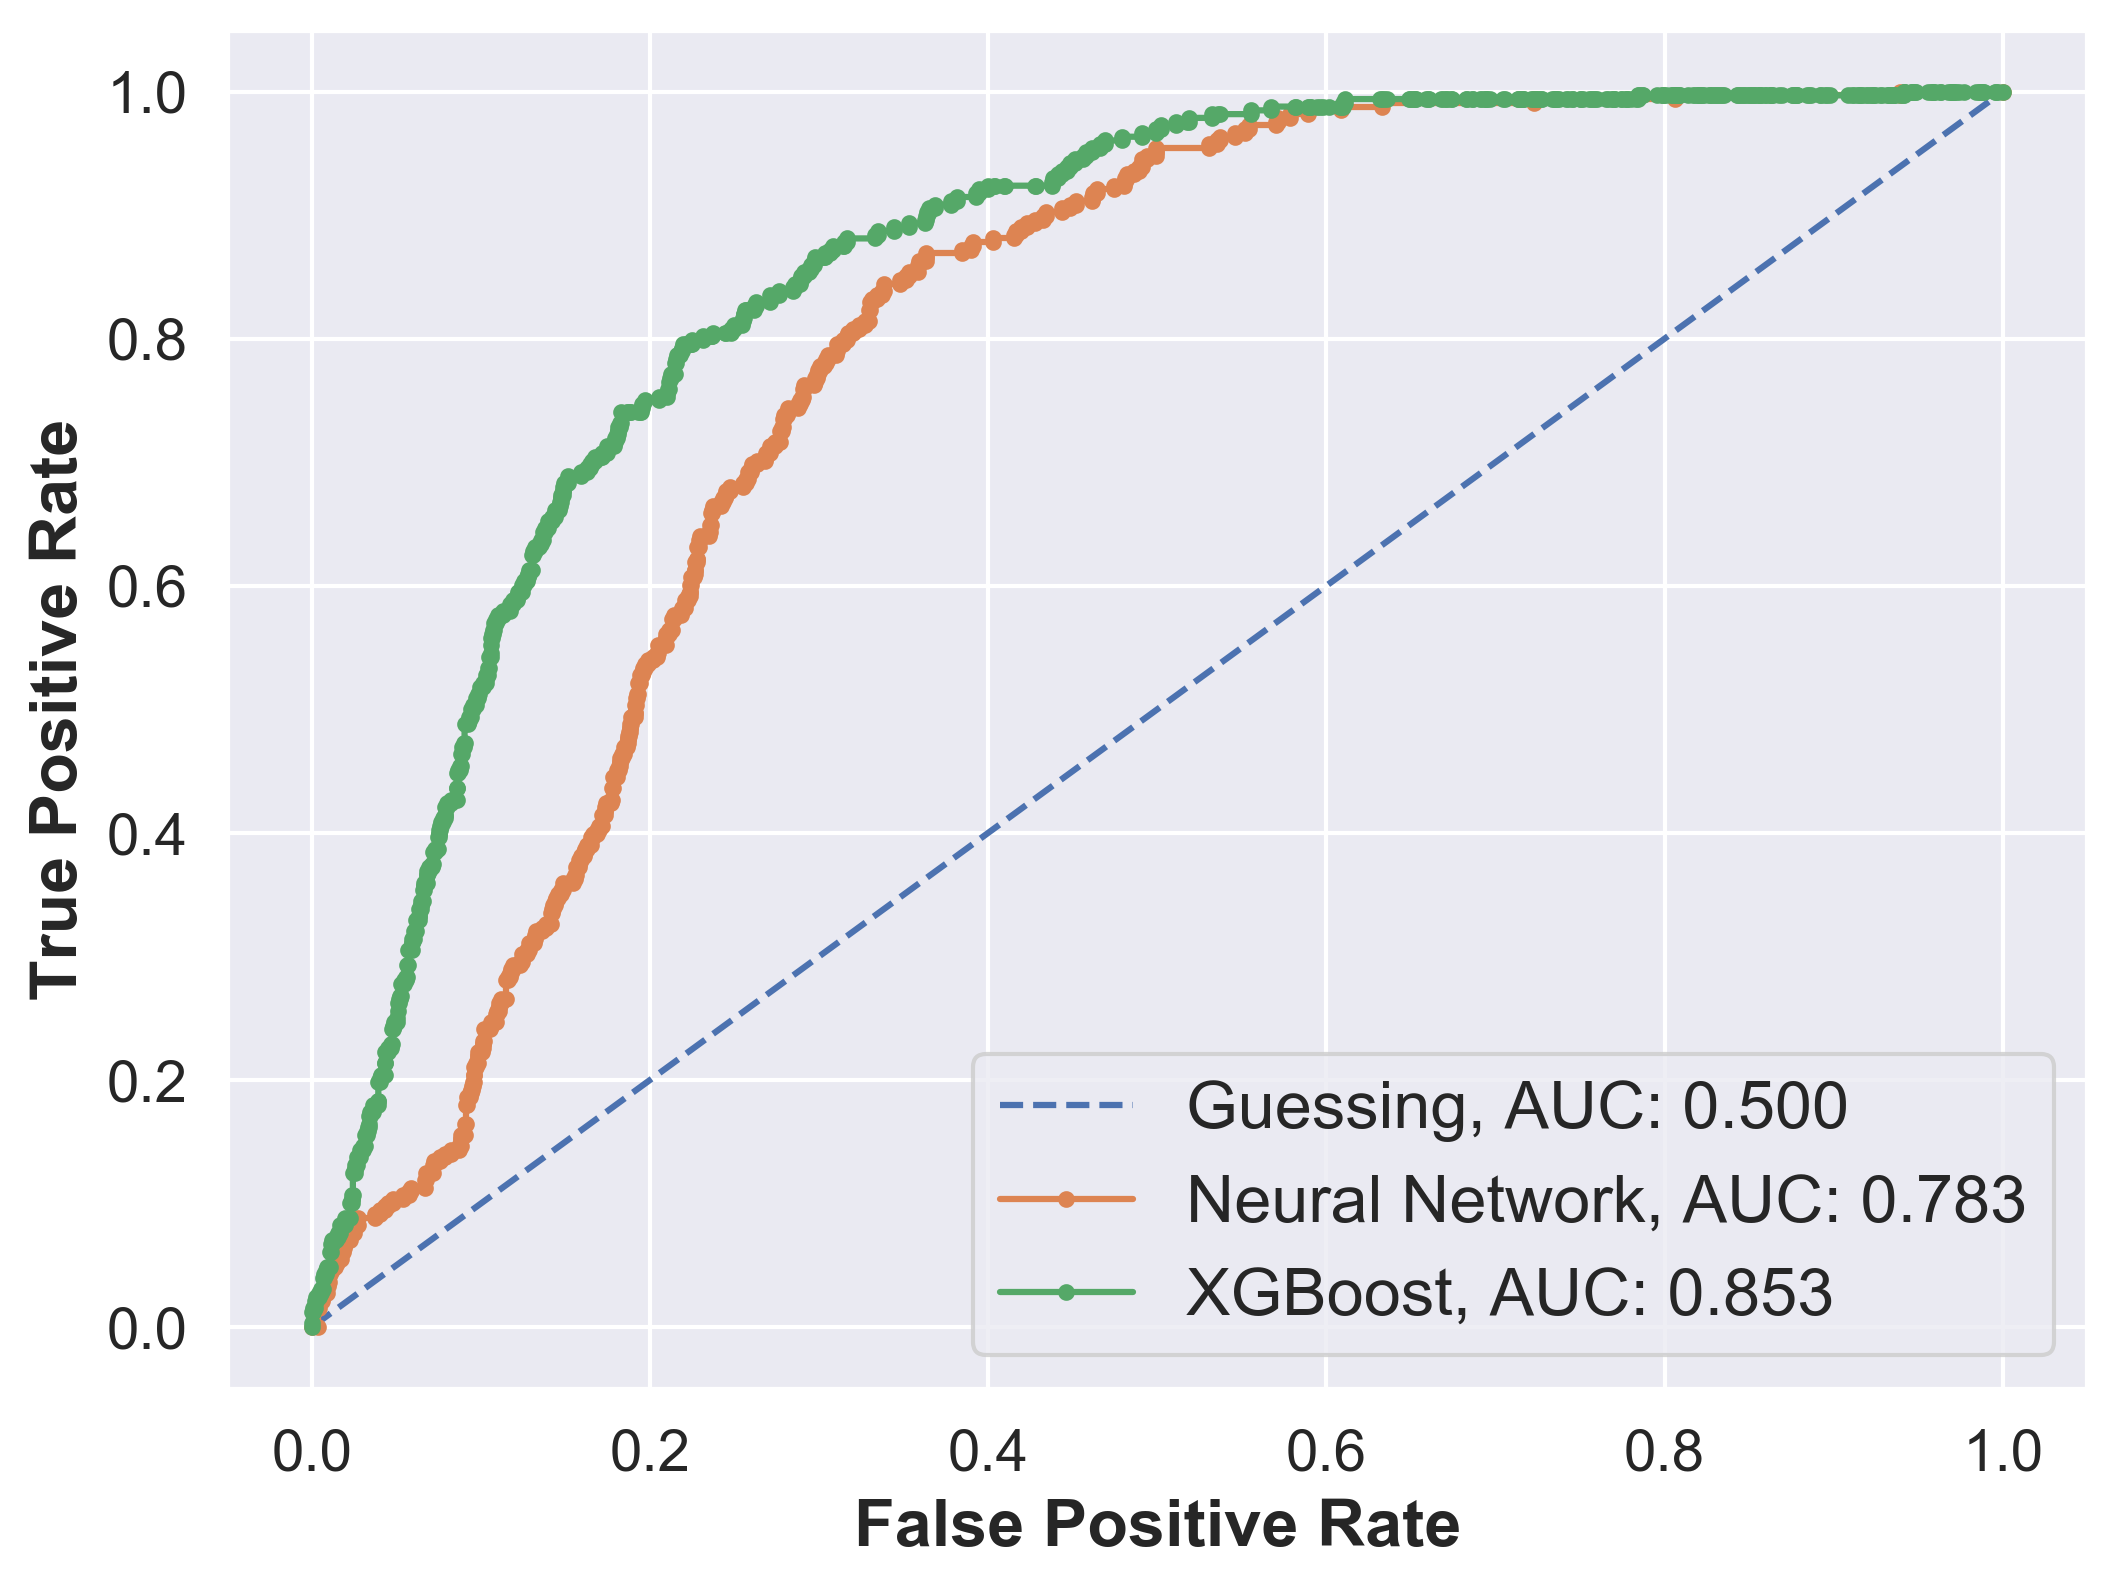 1.0
0.8
0.6
0.4
0.2
0.0
True Positive Rate
Guessing, AUC: 0.500
Neural Network, AUC: 0.783
XGBoost, AUC: 0.853
0.0 0.2 0.4 0.6 0.8 1.0
False Positive Rate